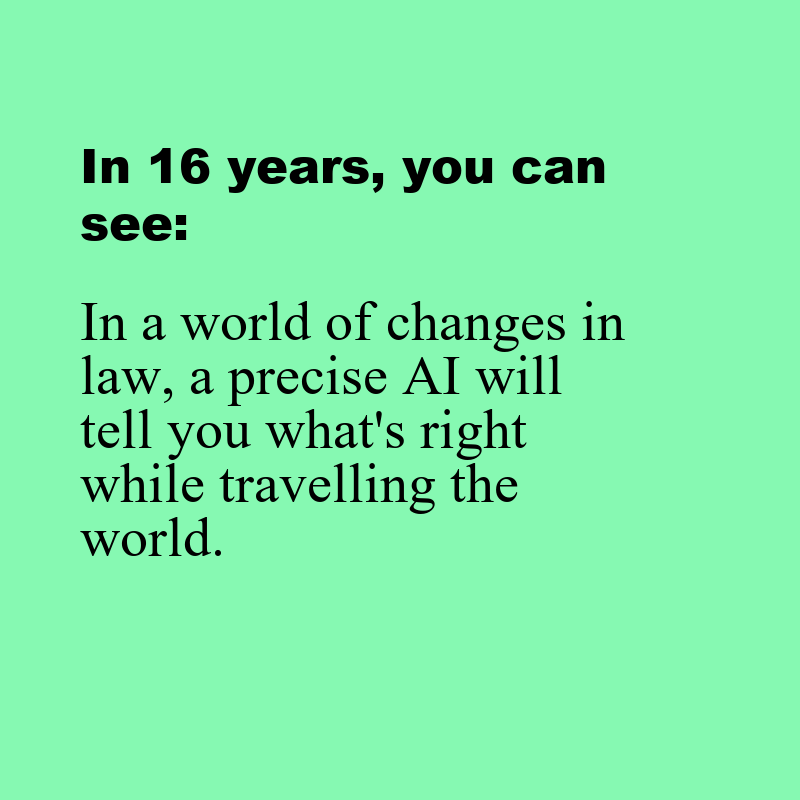 In 16 years, you can
see:
In a world of changes in
law, a precise AI will
tell you what's right
while travelling the
world.